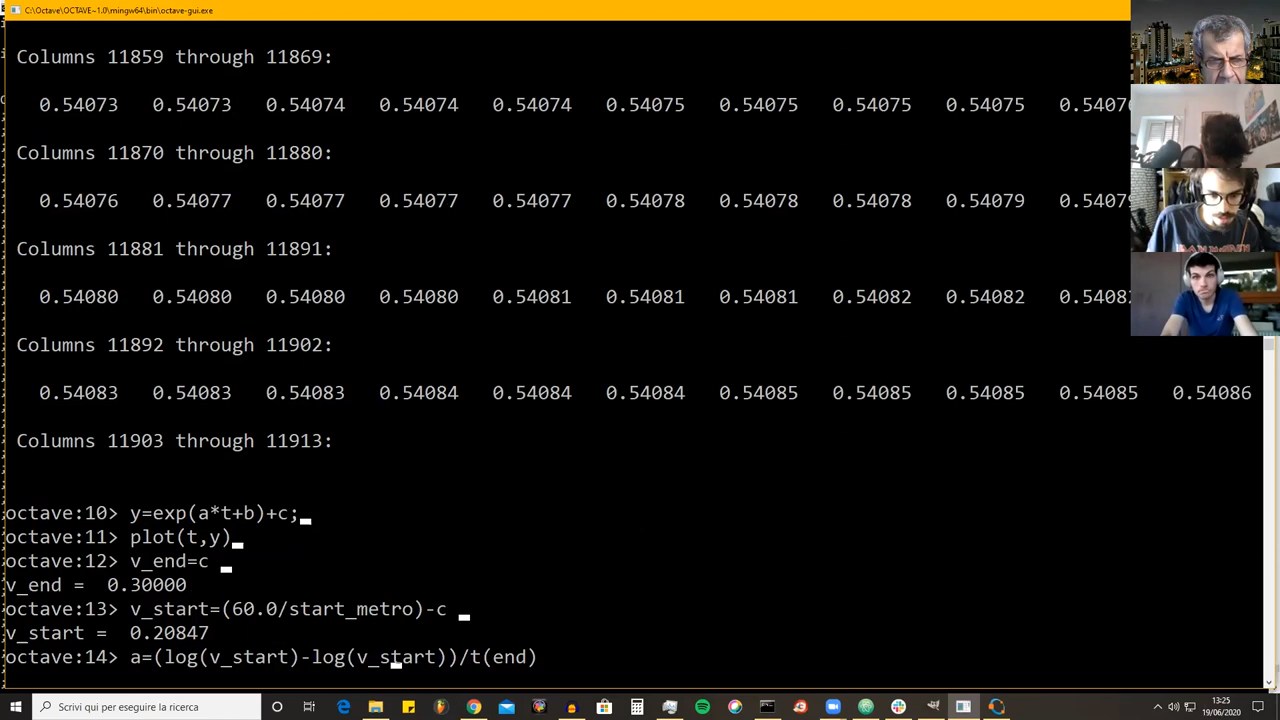 C:\Octave\OCTAVE~1.0\mingw64\bin\octave-gui.exe
Columns 11859 through 11869:
0.54073 0.54073 0.54074 0.54074 0.54074 0.54075 0.54075 0.54075 0.54075
Columns 11870 through 11880:
0.54076 0.54077 0.54077 0.54077 0.54077 0.54078 0.54078 0.54078 0.54079
Columns 11881 through 11891:
0.54080 0.54080 0.54080 0.54080 0.54081 0.54081 0.54081 0.54082 0.54082
Columns 11892 through 11902:
0.54083 0.54083 0.54083 0.54084 0.54084 0.54084 0.54085 0.54085 0.54085 0.54085 0.54086
Columns 11903 through 11913:
octave:10> y=exp(a*t+b)+c;
octave:11> plot(t,y)
octave:12> v_end=c
v_end = 0.30000
octave:13> v_start=(60.0/start_metro)-c
v_start = 0.20847
octave:14> a=(log(v_start)-log(v_start))/t(end)
Scrivi qui per eseguire la ricerca
13:25
19/06/2020